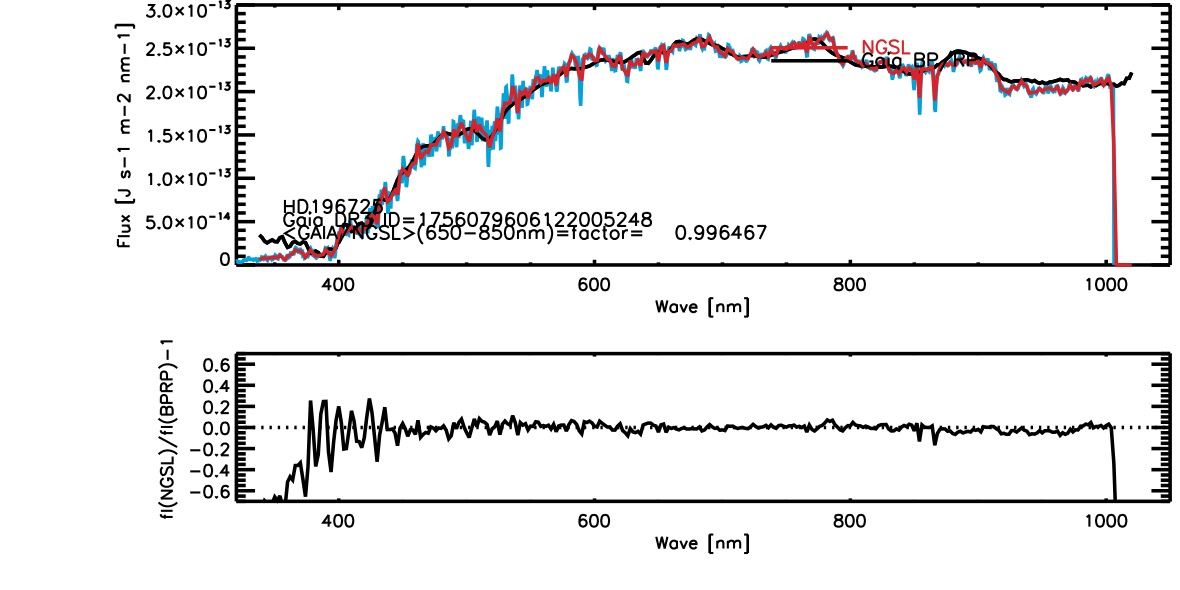 3.0×10⁻¹³
2.5×10⁻¹³
2.0×10⁻¹³
1.5×10⁻¹³
1.0×10⁻¹³
5.0×10⁻¹⁴
0
Flux [J s−1 m−2 nm−1]
NGSL
Gaia BP/RP
HD196725
Gaia DR3 ID=1756079606122005248
<GAIA/NGSL>(650−850nm)=factor= 0.996467
400 600 800 1000
Wave [nm]
fl(NGSL)/fl(BPRP)−1
0.6
0.4
0.2
0.0
−0.2
−0.4
−0.6
400 600 800 1000
Wave [nm]